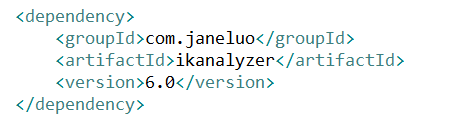 <dependency>
    <groupId>com.janeluo</groupId>
    <artifactId>ikanalyzer</artifactId>
    <version>6.0</version>
</dependency>